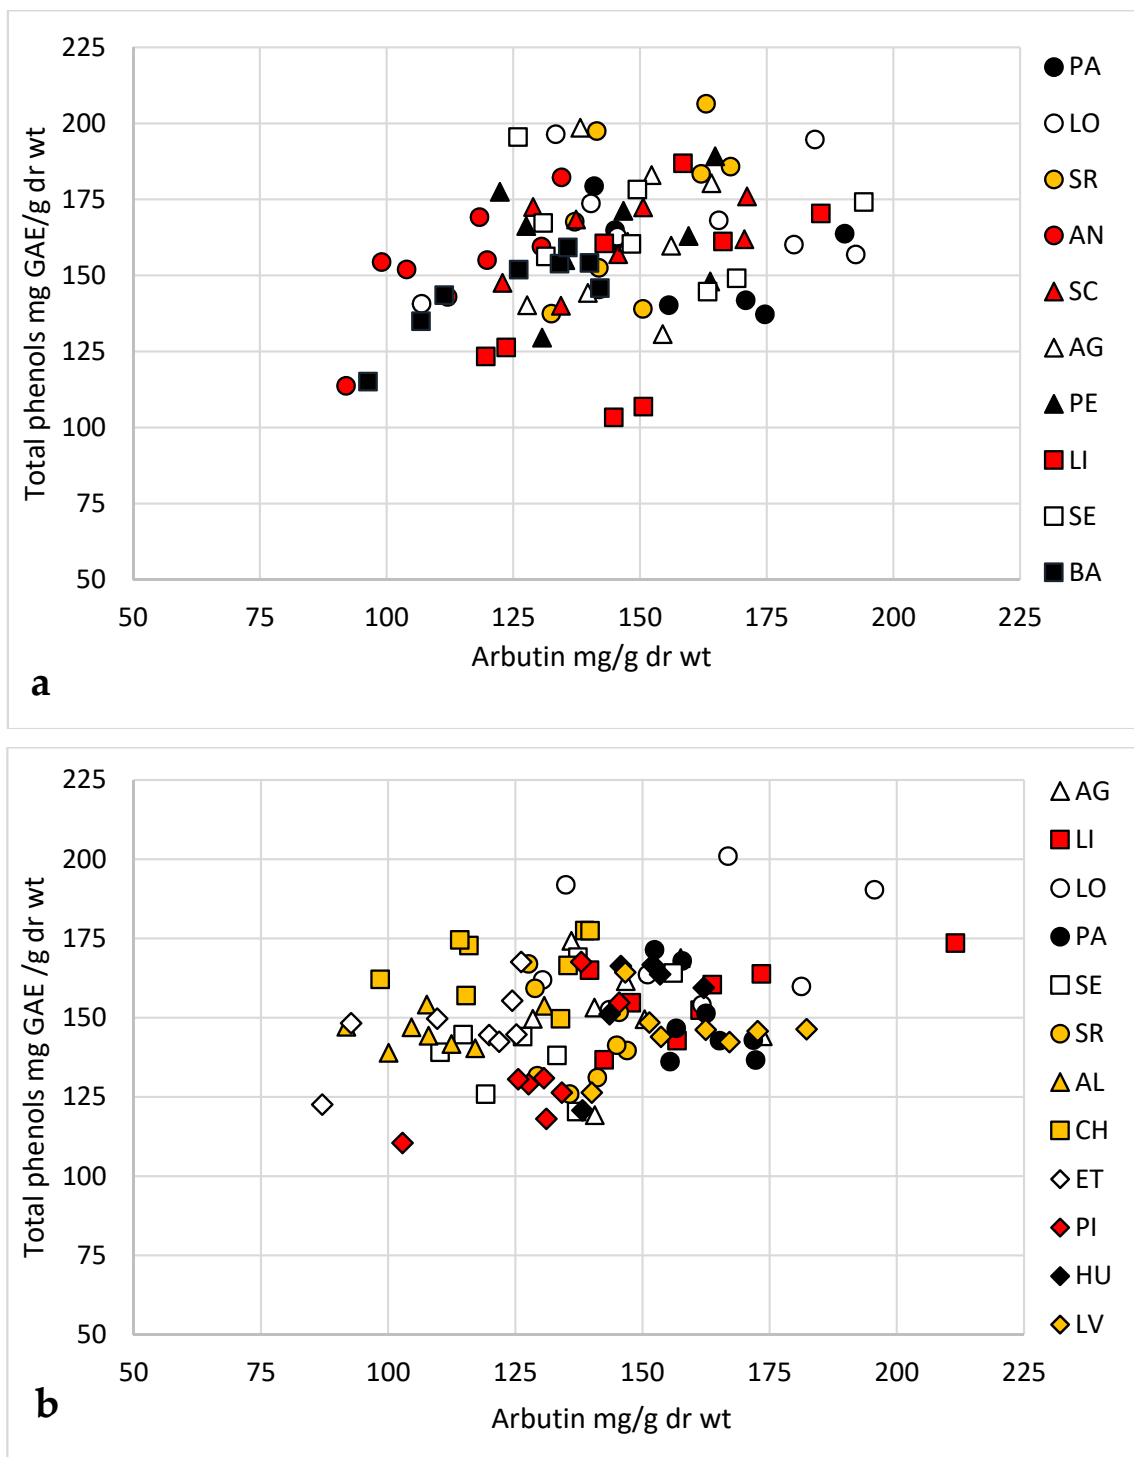 225
200
175
150
125
100
75
50
Total phenols mg GAE/g dr wt
50 75 100 125 150 175 200 225
Arbutin mg/g dr wt
PA
LO
SR
AN
SC
AG
PE
LI
SE
BA
a
225
200
175
150
125
100
75
50
Total phenols mg GAE /g dr wt
50 75 100 125 150 175 200 225
Arbutin mg/g dr wt
AG
LI
LO
PA
SE
SR
AL
CH
ET
PI
HU
LV
b